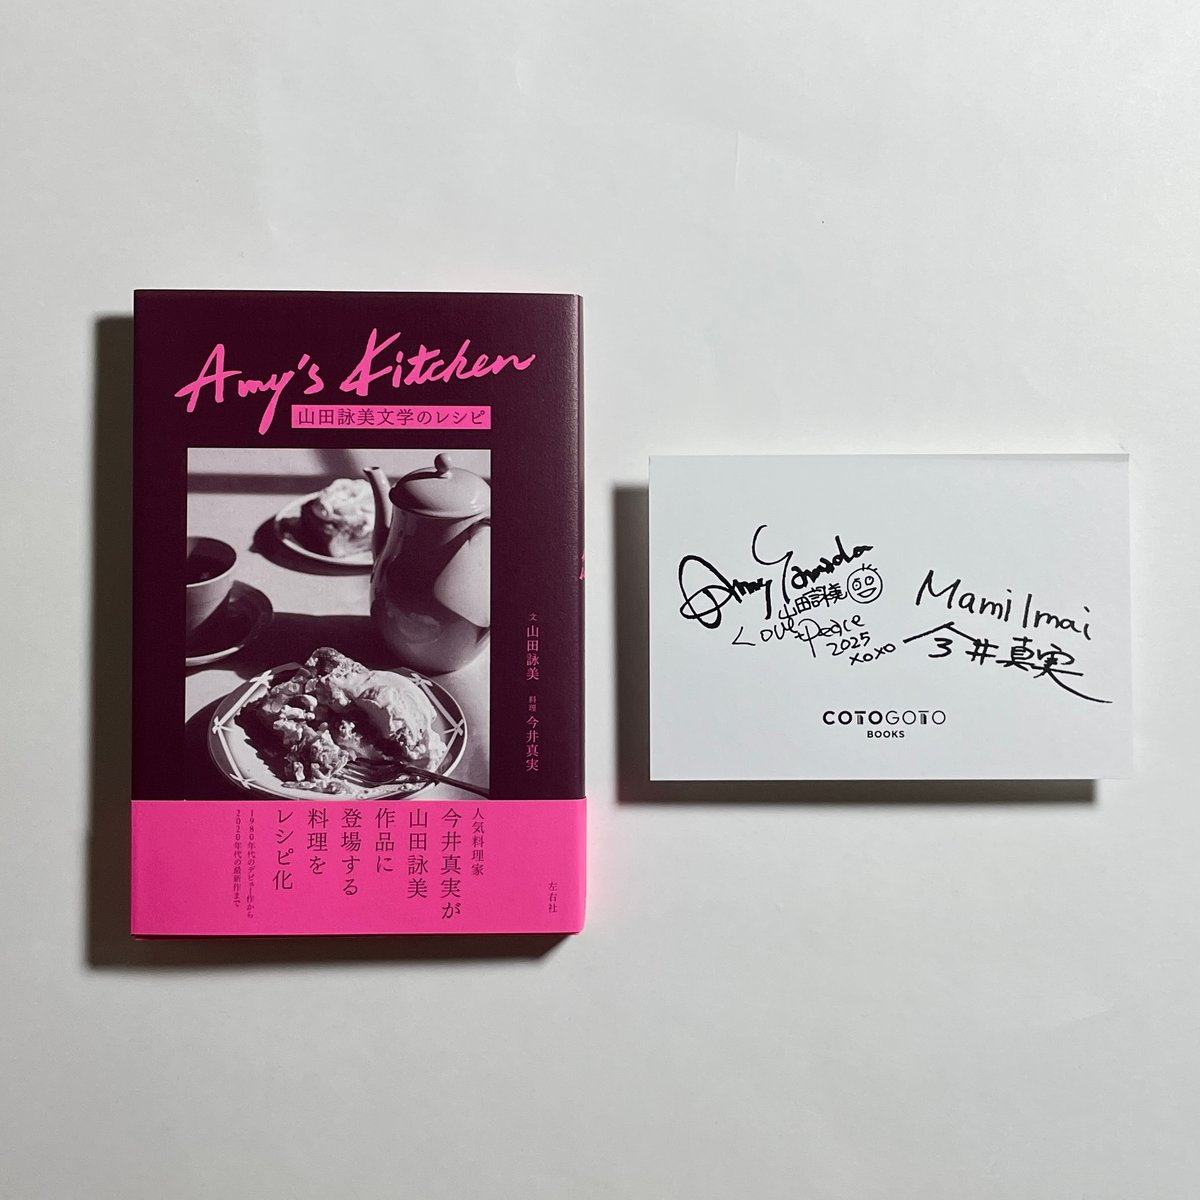 Amy's Kitchen
山田詠美文学のレシピ
文 山田詠美 料理 今井真実
人気料理家
今井真実が
山田詠美
作品に
登場する
料理を
レシピ化
1980年代のデビュー作から
2020年代の最新作まで
左右社
Amy Yamada
山田詠美
Love & Peace
2025
xoxo
Mami Imai
今井真実
COTOGOTO
BOOKS